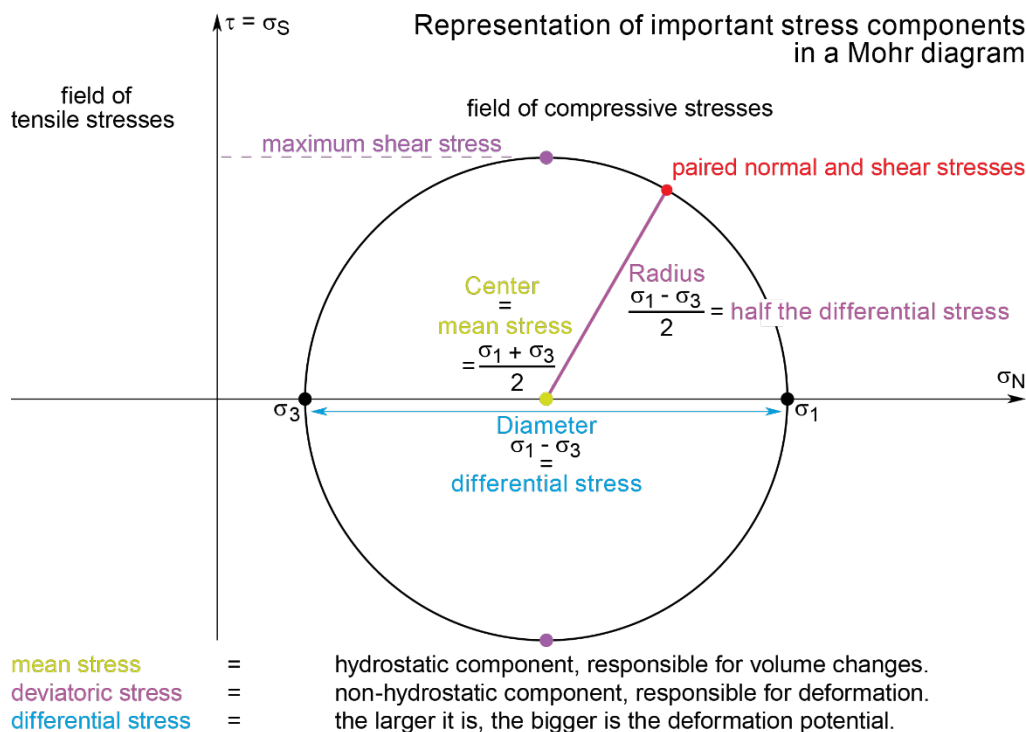 Representation of important stress components
in a Mohr diagram
τ = σS
field of
tensile stresses
field of compressive stresses
maximum shear stress
paired normal and shear stresses
Center
=
mean stress
= σ1 + σ3
2
Radius
σ1 - σ3
2
= half the differential stress
σN
σ3
σ1
Diameter
σ1 - σ3
=
differential stress
mean stress = hydrostatic component, responsible for volume changes.
deviatoric stress = non-hydrostatic component, responsible for deformation.
differential stress = the larger it is, the bigger is the deformation potential.